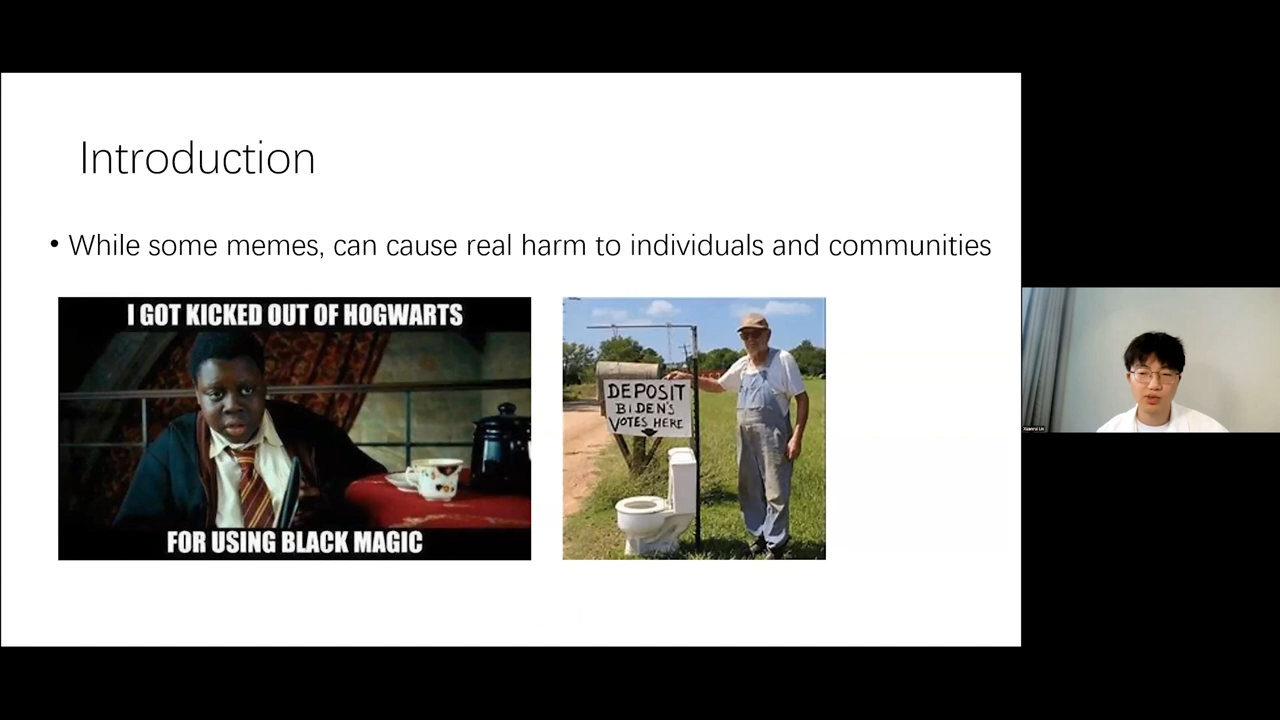 Introduction
• While some memes, can cause real harm to individuals and communities
I GOT KICKED OUT OF HOGWARTS
FOR USING BLACK MAGIC
DEPOSIT
BIDEN'S
VOTES HERE